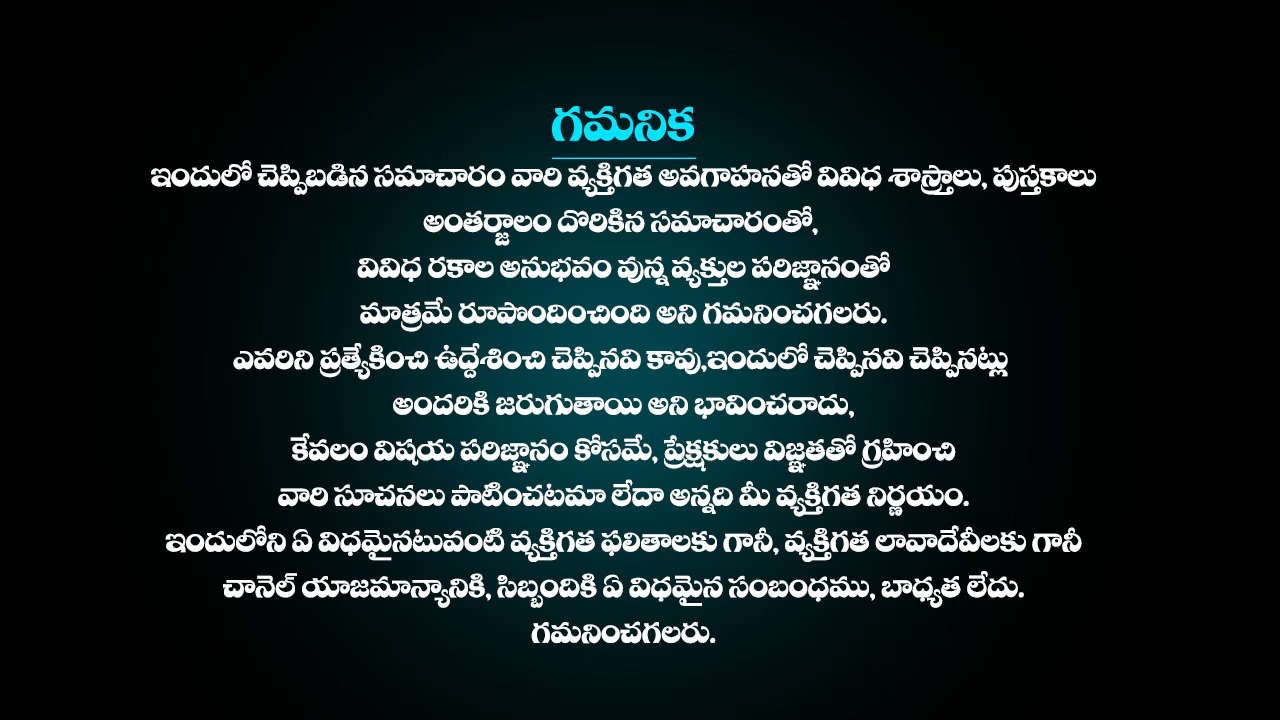 గమనిక
ఇందులో చెప్పిబడిన సమాచారం వారి వ్యక్తిగత అవగాహనతో వివిధ శాస్త్రాలు, పుస్తకాలు
అంతర్జాలం దొరికిన సమాచారంతో,
వివిధ రకాల అనుభవం వున్న వ్యక్తుల పరిజ్ఞానంతో
మాత్రమే రూపొందించింది అని గమనించగలరు.
ఎవరిని ప్రత్యేకించి ఉద్దేశించి చెప్పినవి కావు,ఇందులో చెప్పినవి చెప్పినట్లు
అందరికి జరుగుతాయి అని భావించరాదు,
కేవలం విషయ పరిజ్ఞానం కోసమే, ప్రేక్షకులు విజ్ఞతతో గ్రహించి
వారి సూచనలు పాటించటమా లేదా అన్నది మీ వ్యక్తిగత నిర్ణయం.
ఇందులోని ఏ విధమైనటువంటి వ్యక్తిగత ఫలితాలకు గానీ, వ్యక్తిగత లావాదేవీలకు గానీ
చానెల్ యాజమాన్యానికి, సిబ్బందికి ఏ విధమైన సంబంధము, బాధ్యత లేదు.
గమనించగలరు.